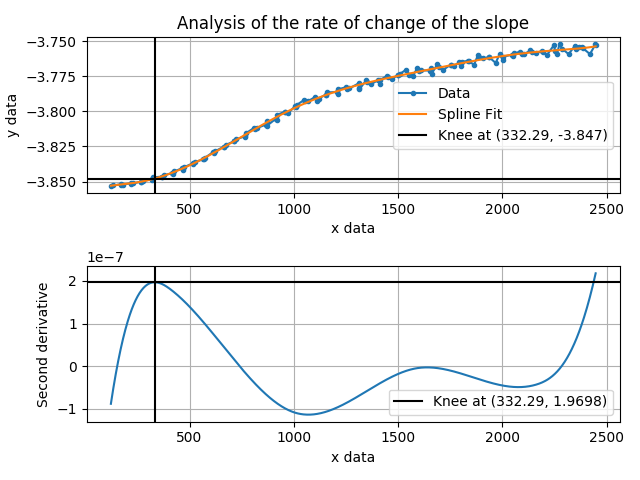 Analysis of the rate of change of the slope
−3.750
−3.775
−3.800
−3.825
−3.850
y data
Data
Spline Fit
Knee at (332.29, -3.847)
500
1000
1500
2000
2500
x data
1e−7
2
1
0
−1
Second derivative
Knee at (332.29, 1.9698)
500
1000
1500
2000
2500
x data